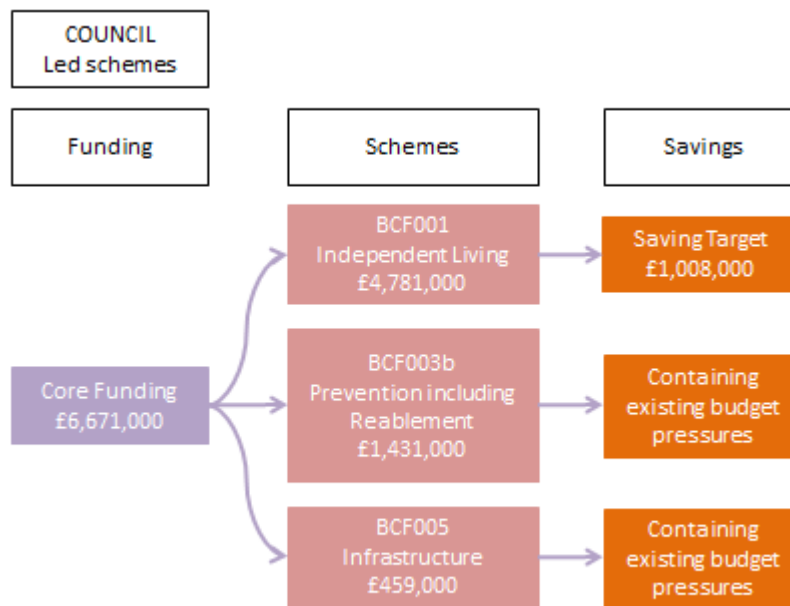 COUNCIL
Led schemes
Funding
Schemes
Savings
BCF001
Independent Living
£4,781,000
Saving Target
£1,008,000
Core Funding
£6,671,000
BCF003b
Prevention including
Reablement
£1,431,000
Containing
existing budget
pressures
BCF005
Infrastructure
£459,000
Containing
existing budget
pressures